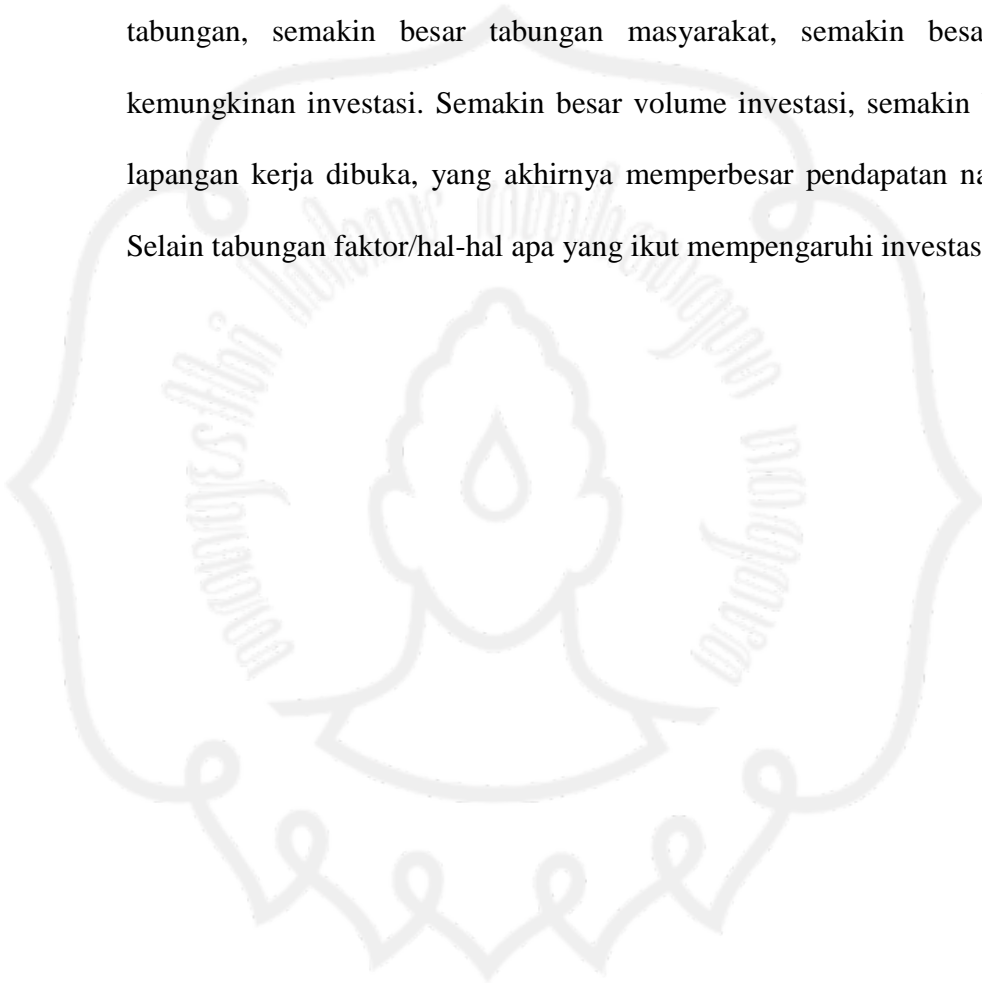 tabungan, semakin besar tabungan masyarakat, semakin besa
kemungkinan investasi. Semakin besar volume investasi, semakin
lapangan kerja dibuka, yang akhirnya memperbesar pendapatan na
Selain tabungan faktor/hal-hal apa yang ikut mempengaruhi investas